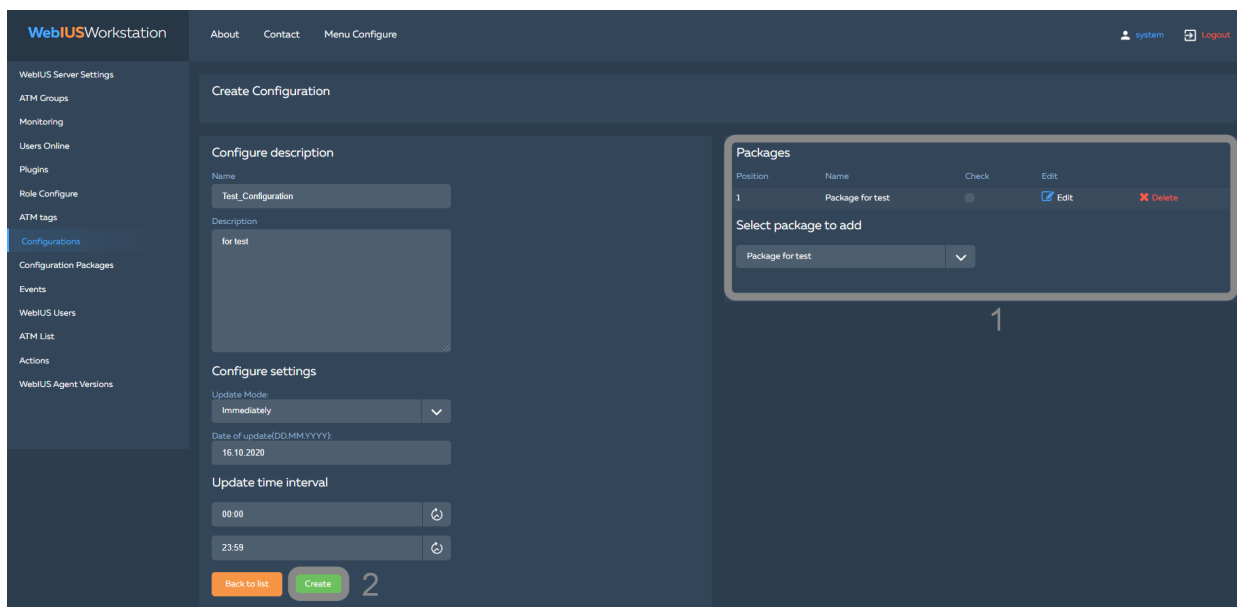 WebIUSWorkstation
About Contact Menu Configure
system Logout
WebIUS Server Settings
ATM Groups
Monitoring
Users Online
Plugins
Role Configure
ATM tags
Configurations
Configuration Packages
Events
WebIUS Users
ATM List
Actions
WebIUS Agent Versions
Create Configuration
Configure description
Name
Test_Configuration
Description
for test
Configure settings
Update Mode:
Immediately
Date of update(DD.MM.YYYY):
16.10.2020
Update time interval
00:00
23:59
Back to list Create 2
Packages
Position Name Check Edit
1 Package for test Edit Delete
Select package to add
Package for test
1